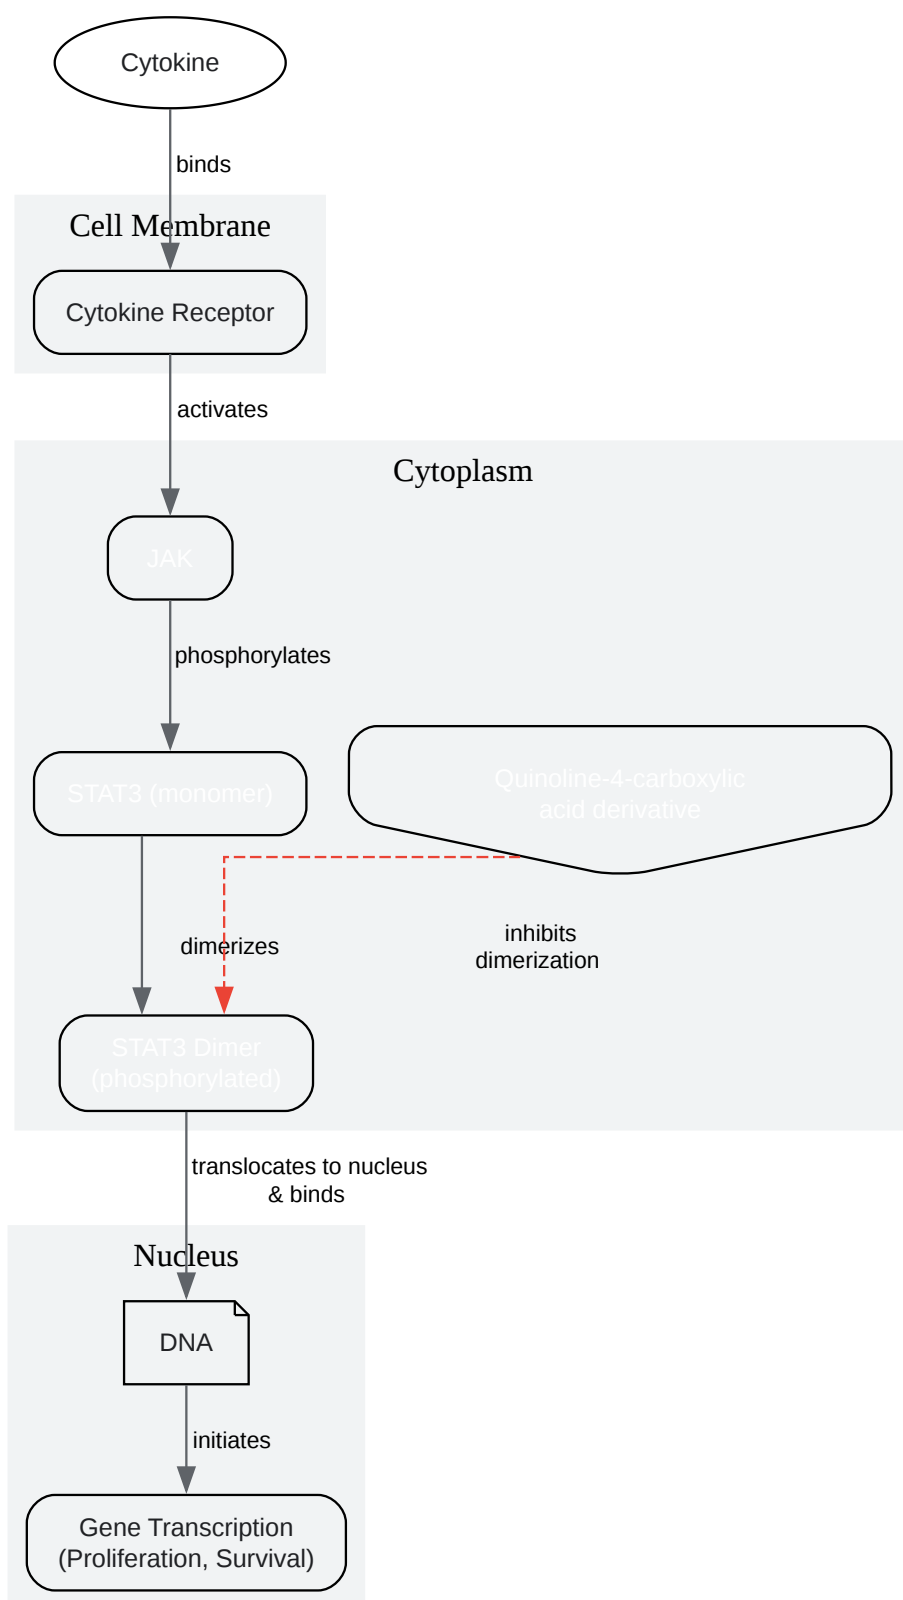 Cytokine
binds
Cell Membrane
Cytokine Receptor
activates
Cytoplasm
JAK
phosphorylates
STAT3 (monomer)
Quinoline-4-carboxylic
acid derivative
dimerizes
inhibits
dimerization
STAT3 Dimer
(phosphorylated)
translocates to nucleus
& binds
Nucleus
DNA
initiates
Gene Transcription
(Proliferation, Survival)